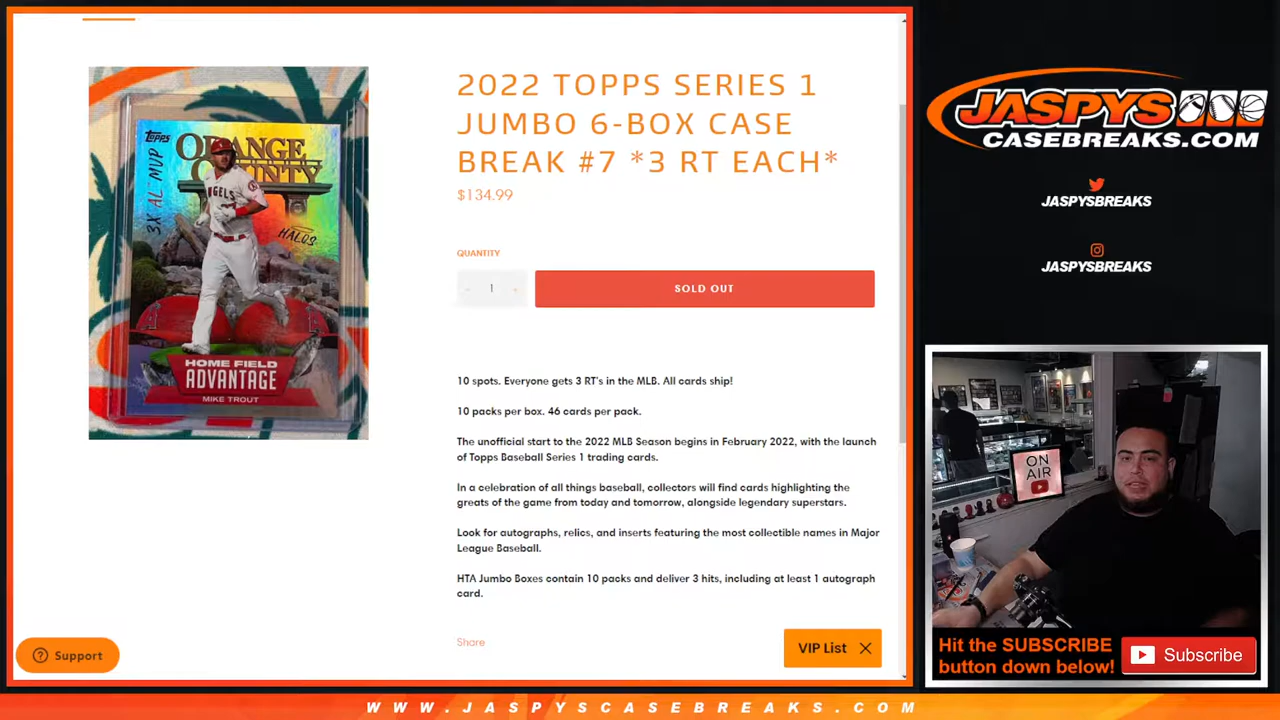 2022 TOPPS SERIES 1
JUMBO 6-BOX CASE
BREAK #7 *3 RT EACH*
$134.99
QUANTITY
- 1 +
SOLD OUT
10 spots. Everyone gets 3 RT's in the MLB. All cards ship!
10 packs per box. 46 cards per pack.
The unofficial start to the 2022 MLB Season begins in February 2022, with the launch
of Topps Baseball Series 1 trading cards.
In a celebration of all things baseball, collectors will find cards highlighting the
greats of the game from today and tomorrow, alongside legendary superstars.
Look for autographs, relics, and inserts featuring the most collectible names in Major
League Baseball.
HTA Jumbo Boxes contain 10 packs and deliver 3 hits, including at least 1 autograph
card.
Share
VIP List
Support
Topps
ORANGE
COUNTY
3X AL MVP
ANGELS
HALOS
HOME FIELD
ADVANTAGE
MIKE TROUT
JASPYS
CASEBREAKS.COM
JASPYSBREAKS
JASPYSBREAKS
ON
AIR
Hit the SUBSCRIBE
button down below!
Subscribe
WWW.JASPYSCASEBREAKS.COM